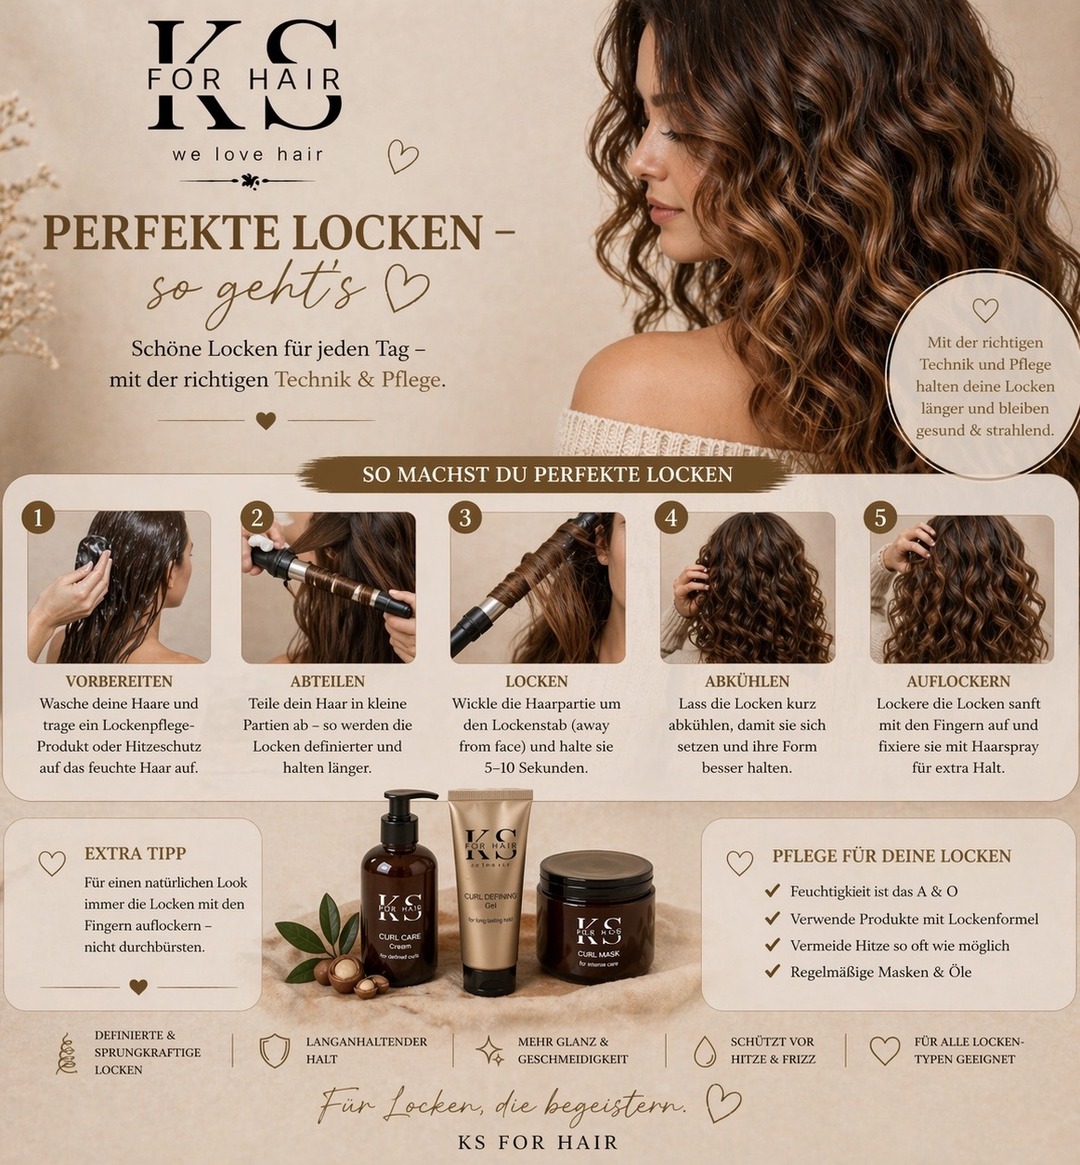 KS
FOR HAIR
we love hair
PERFEKTE LOCKEN –
so geht's
Schöne Locken für jeden Tag –
mit der richtigen Technik & Pflege.
Mit der richtigen
Technik und Pflege
halten deine Locken
länger und bleiben
gesund & strahlend.
SO MACHST DU PERFEKTE LOCKEN
1
VORBEREITEN
Wasche deine Haare und
trage ein Lockenpflege-
Produkt oder Hitzeschutz
auf das feuchte Haar auf.
2
ABTEILEN
Teile dein Haar in kleine
Partien ab – so werden die
Locken definierter und
halten länger.
3
LOCKEN
Wickle die Haarpartie um
den Lockenstab (away
from face) und halte sie
5–10 Sekunden.
4
ABKÜHLEN
Lass die Locken kurz
abkühlen, damit sie sich
setzen und ihre Form
besser halten.
5
AUFLOCKERN
Lockere die Locken sanft
mit den Fingern auf und
fixiere sie mit Haarspray
für extra Halt.
EXTRA TIPP
Für einen natürlichen Look
immer die Locken mit den
Fingern auflockern –
nicht durchbürsten.
KS
FOR HAIR
CURL CARE
Cream
for defined curls
KS
FOR HAIR
CURL DEFINING
Gel
for long lasting hold
KS
CURL MASK
for intense care
PFLEGE FÜR DEINE LOCKEN
Feuchtigkieit ist das A & O
Verwende Produkte mit Lockenformel
Vermeide Hitze so oft wie möglich
Regelmäßige Masken & Öle
DEFINIERTE &
SPRUNGKRAFTIGE
LOCKEN
LANGANHALTENDER
HALT
MEHR GLANZ &
GESCHMEIDIGKEIT
SCHÜTZT VOR
HITZE & FRIZZ
FÜR ALLE LOCKEN-
TYPEN GEEIGNET
Für Locken, die begeistern.
KS FOR HAIR